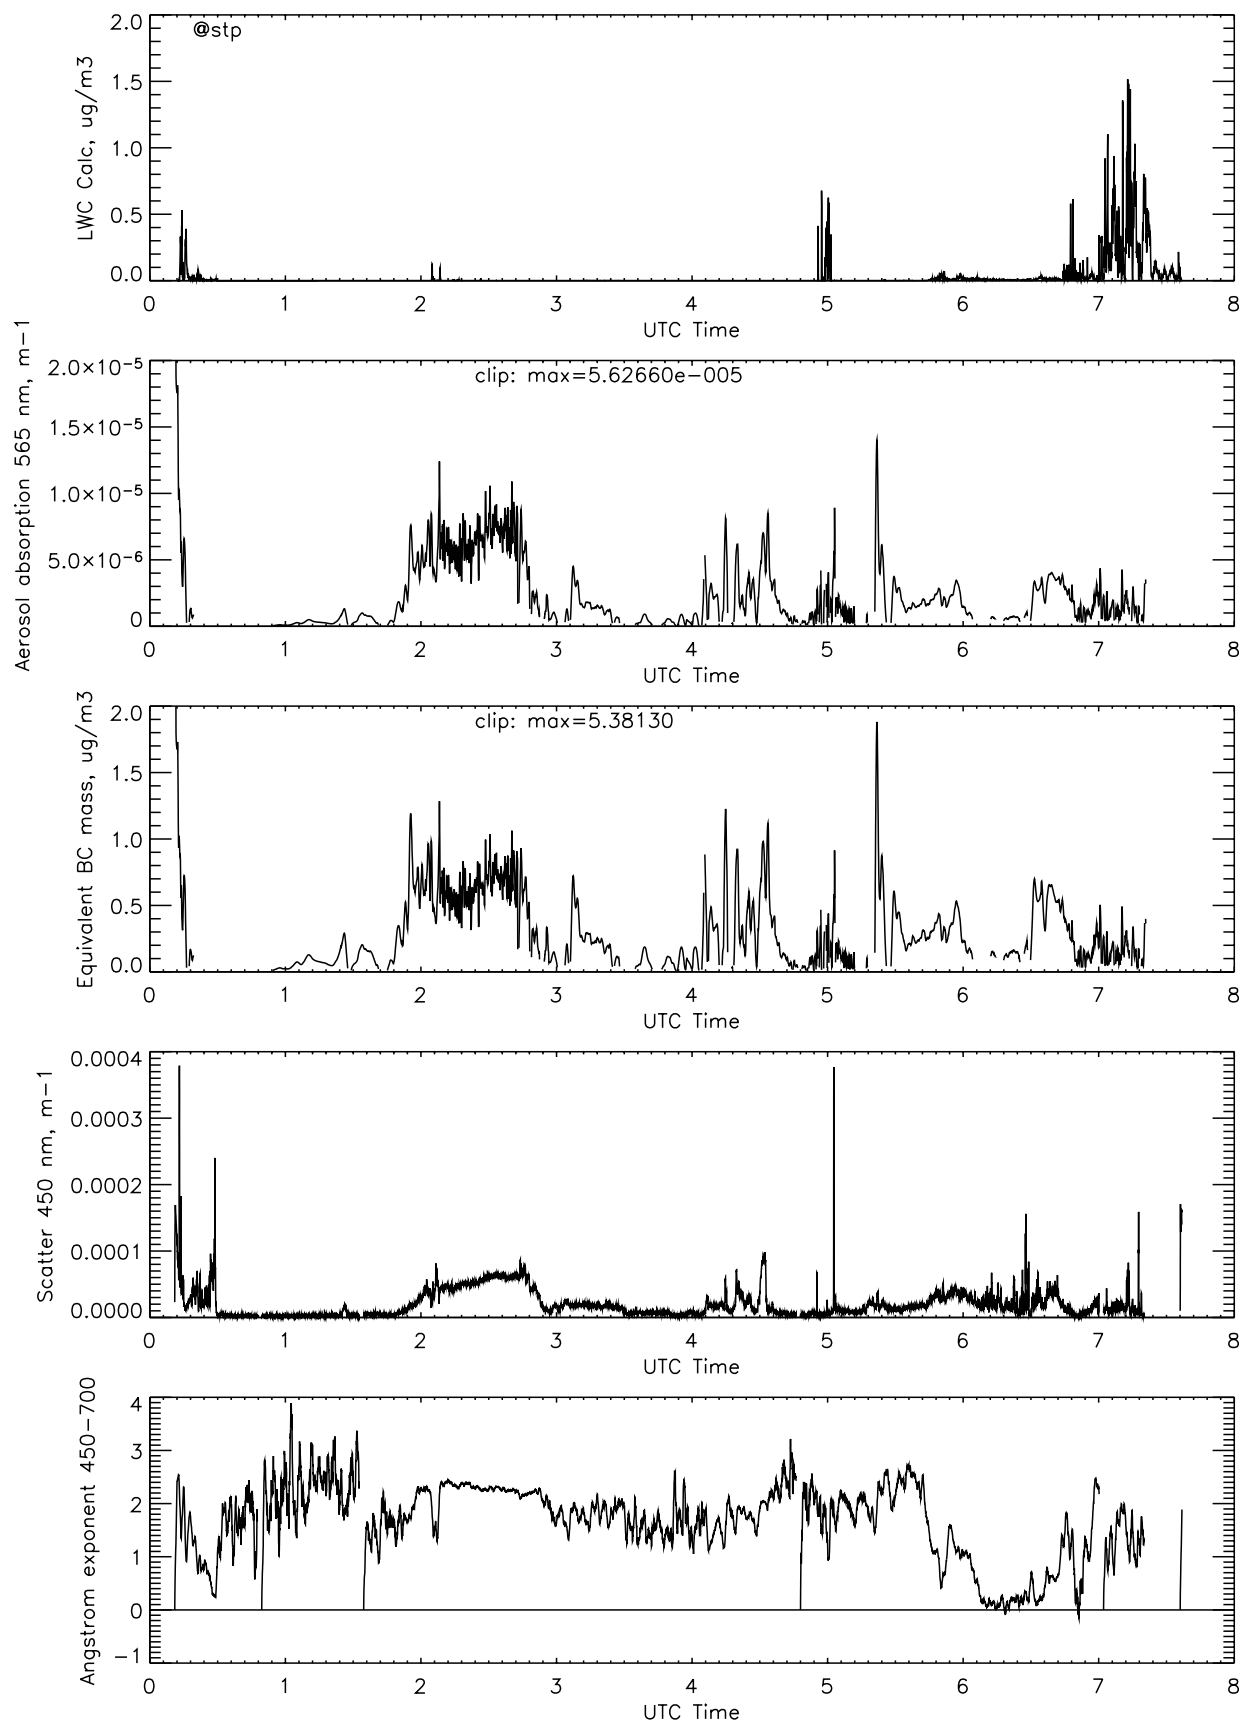 @stp
LWC Calc, ug/m3
2.0
1.5
1.0
0.5
0.0
0 1 2 3 4 5 6 7 8
UTC Time
clip: max=5.62660e−005
Aerosol absorption 565 nm, m−1
2.0×10⁻⁵
1.5×10⁻⁵
1.0×10⁻⁵
5.0×10⁻⁶
0
0 1 2 3 4 5 6 7 8
UTC Time
clip: max=5.38130
Equivalent BC mass, ug/m3
2.0
1.5
1.0
0.5
0.0
0 1 2 3 4 5 6 7 8
UTC Time
Scatter 450 nm, m−1
0.0004
0.0003
0.0002
0.0001
0.0000
0 1 2 3 4 5 6 7 8
UTC Time
Angstrom exponent 450−700
4
3
2
1
0
−1
0 1 2 3 4 5 6 7 8
UTC Time